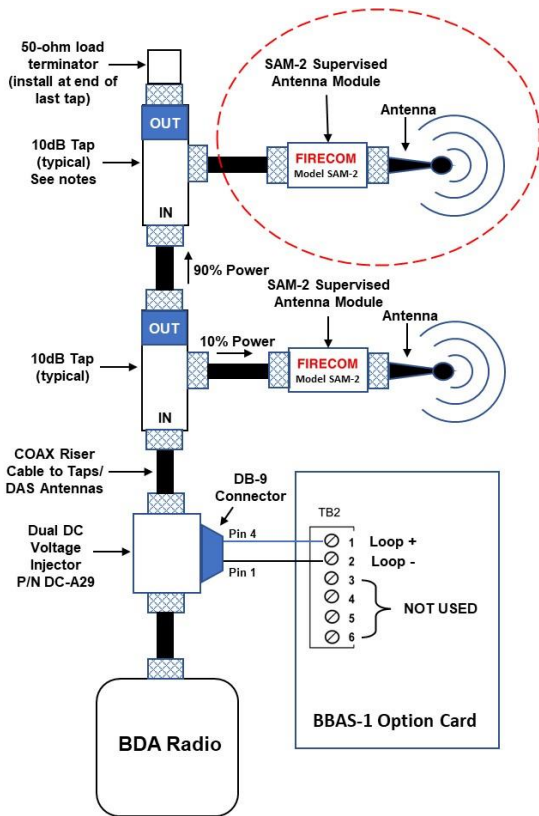 50-ohm load
terminator
(install at end of
last tap)
SAM-2 Supervised
Antenna Module
Antenna
OUT
10dB Tap
(typical)
See notes
FIRECOM
Model SAM-2
IN
90% Power
SAM-2 Supervised
Antenna Module
Antenna
OUT
10% Power
10dB Tap
(typical)
FIRECOM
Model SAM-2
IN
COAX Riser
Cable to Taps/
DAS Antennas
DB-9
Connector
TB2
Dual DC
Voltage
Injector
P/N DC-A29
Pin 4
1 Loop +
Pin 1
2 Loop -
3
4
NOT USED
5
6
BBAS-1 Option Card
BDA Radio